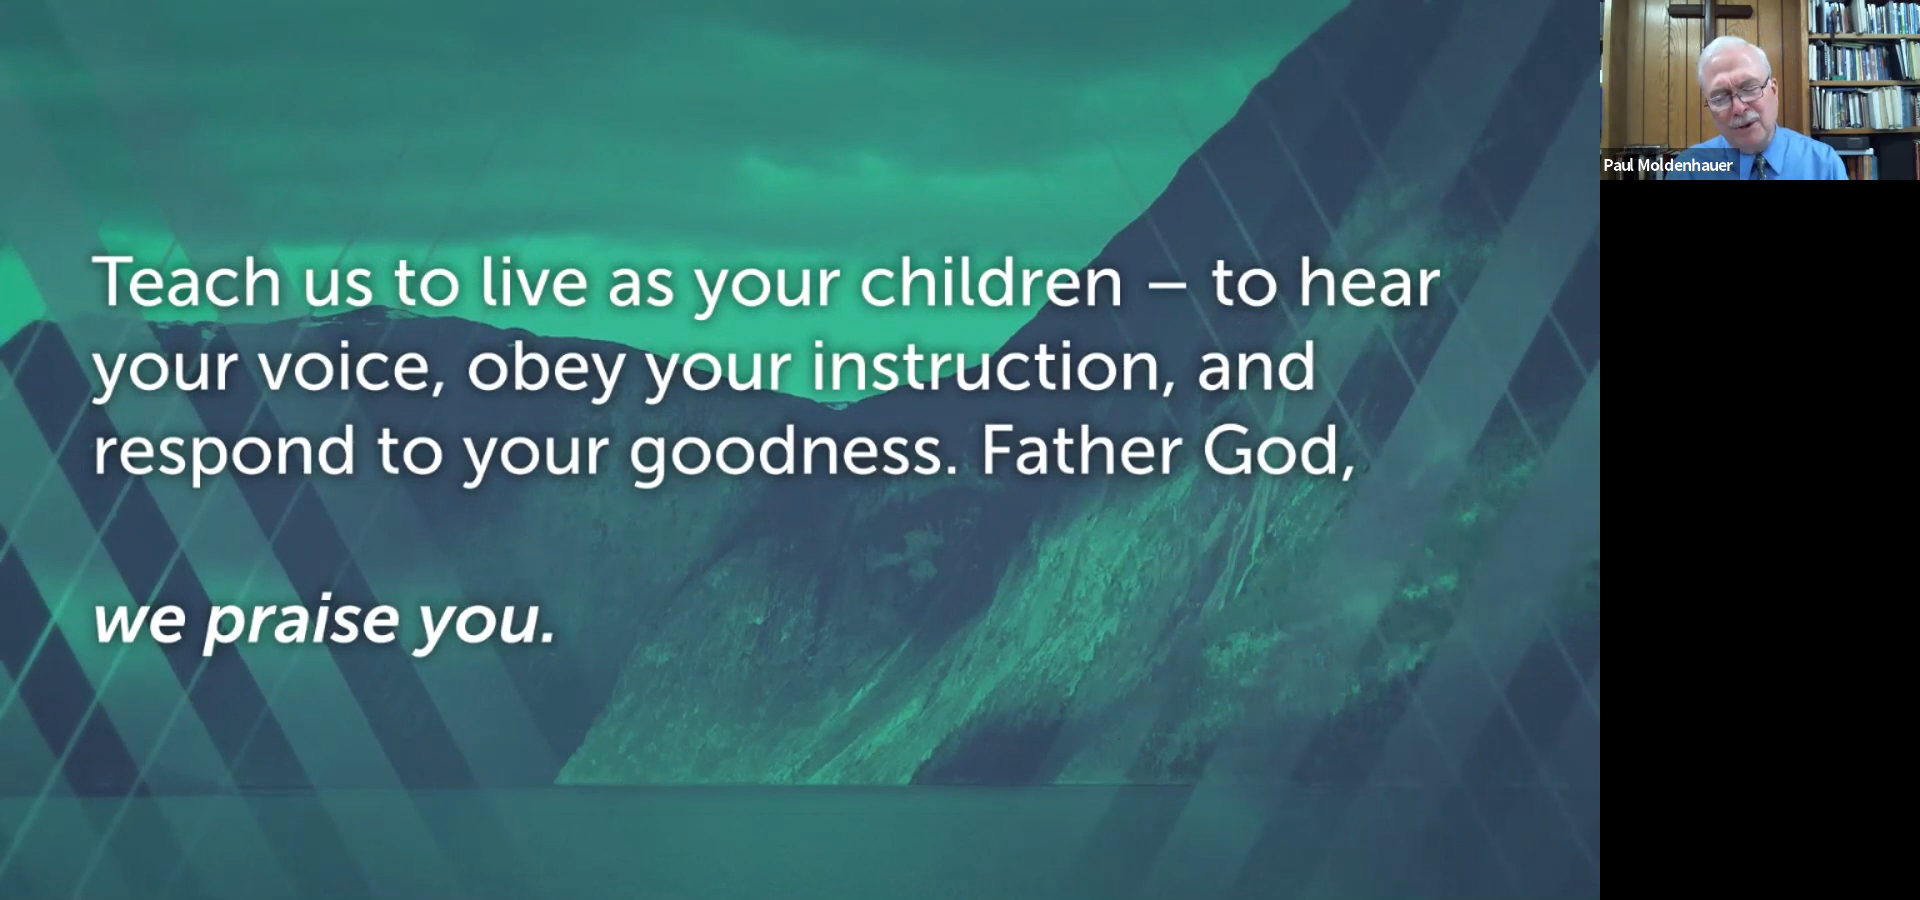 Teach us to live as your children – to hear
your voice, obey your instruction, and
respond to your goodness. Father God,
we praise you.
Paul Moldenhauer